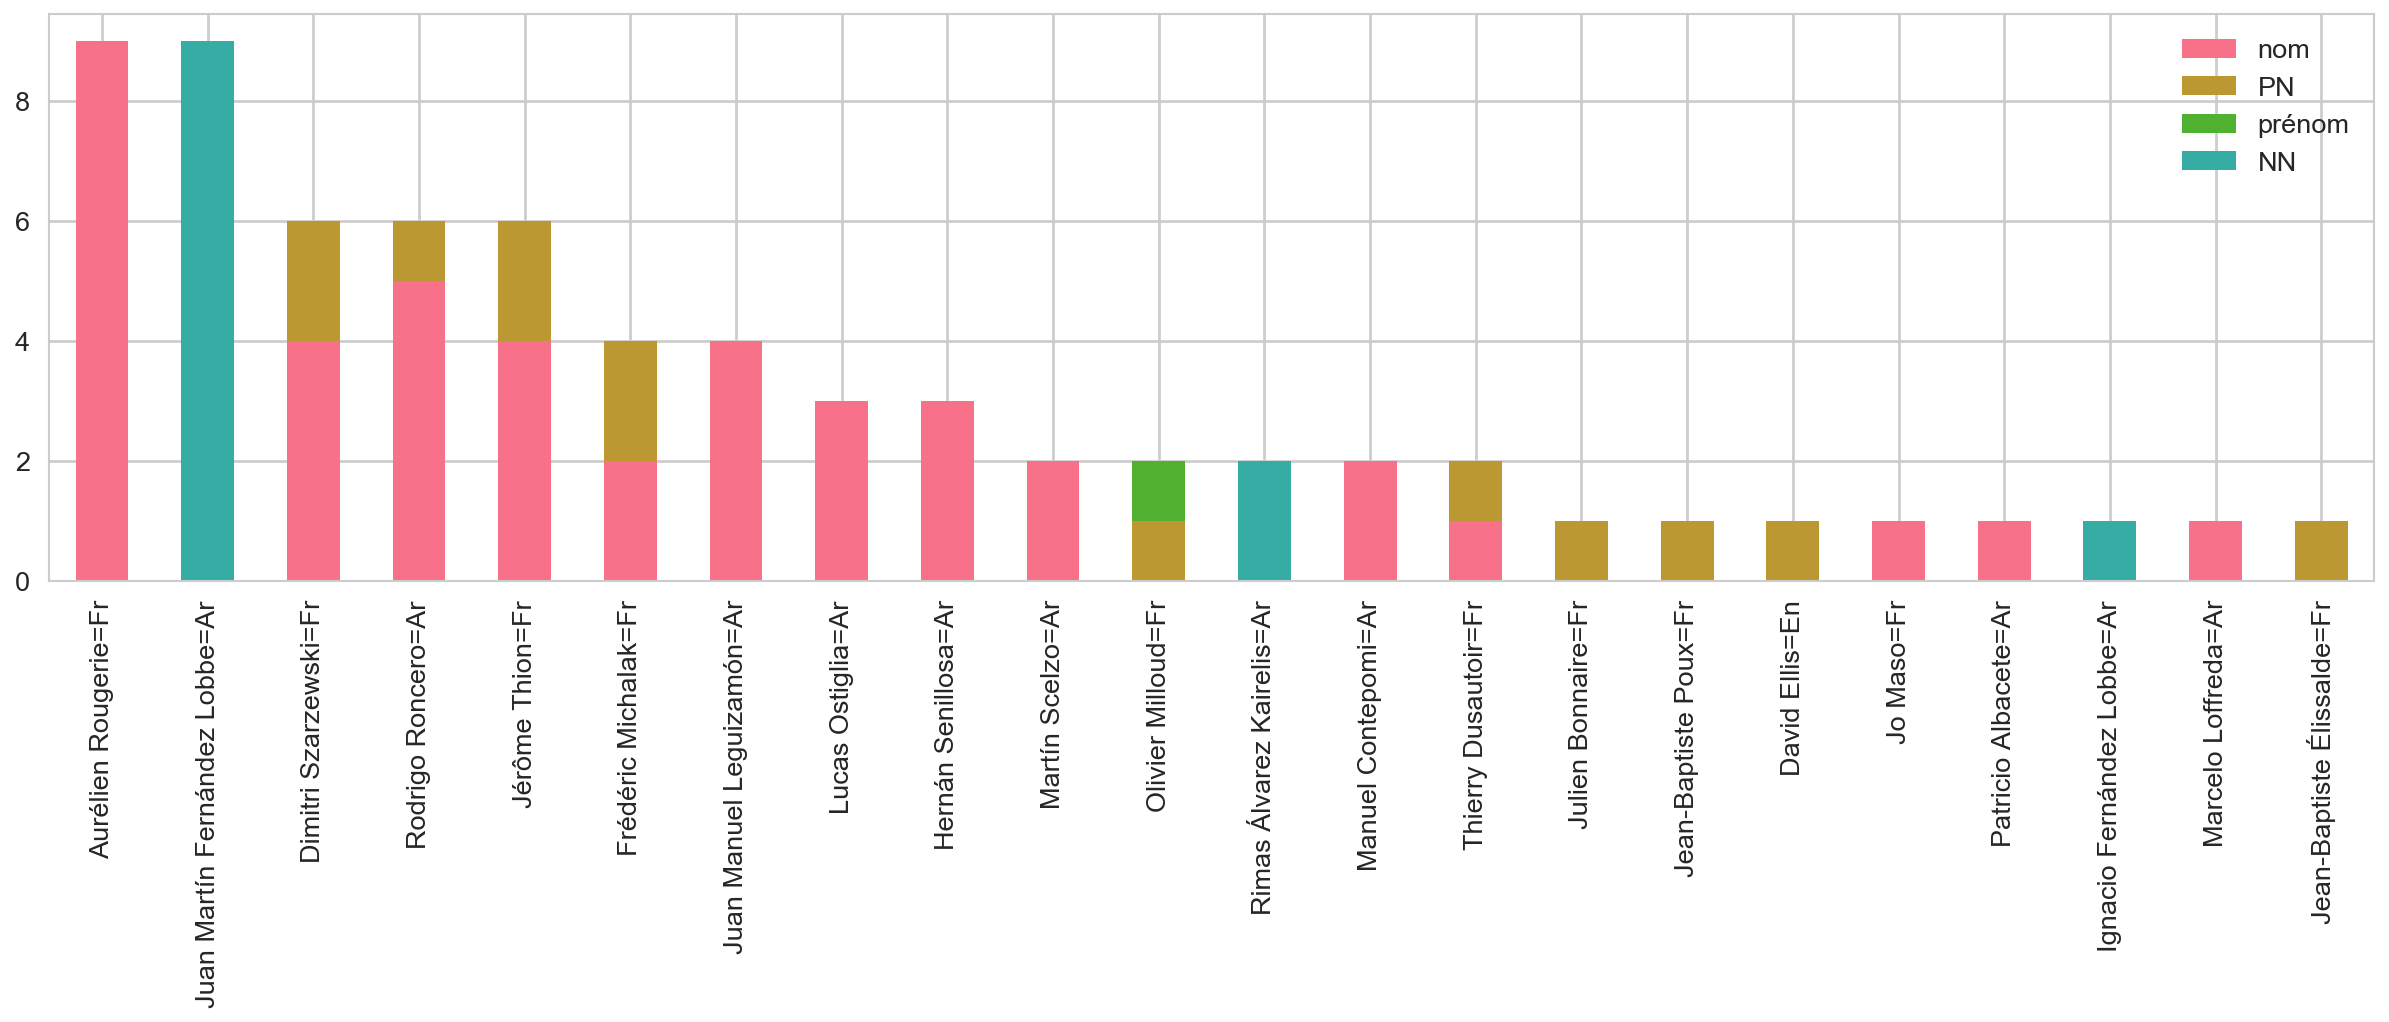 nom
PN
prénom
NN
8
6
4
2
0
Aurélien Rougerie=Fr
Juan Martín Fernández Lobbe=Ar
Dimitri Szarzewski=Fr
Rodrigo Roncero=Ar
Jérôme Thion=Fr
Frédéric Michalak=Fr
Juan Manuel Leguizamón=Ar
Lucas Ostiglia=Ar
Hernán Senillosa=Ar
Martín Scelzo=Ar
Olivier Milloud=Fr
Rimas Álvarez Kairelis=Ar
Manuel Contepomi=Ar
Thierry Dusautoir=Fr
Julien Bonnaire=Fr
Jean-Baptiste Poux=Fr
David Ellis=En
Jo Maso=Fr
Patricio Albacete=Ar
Ignacio Fernández Lobbe=Ar
Marcelo Loffreda=Ar
Jean-Baptiste Élissalde=Fr